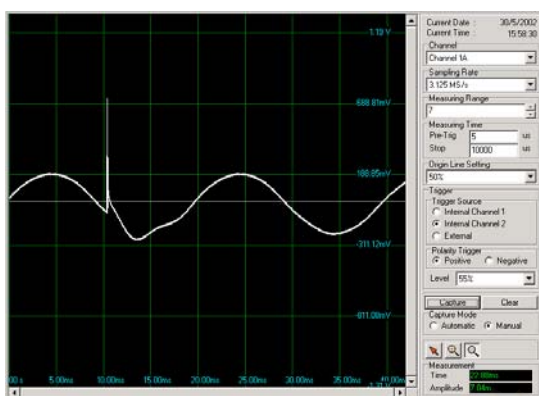 1.19 V
688.81mV
188.85mV
-311.12mV
-811.08mV
-1.31 V
00 s 5.00ms 10.00ms 15.00ms 20.00ms 25.00ms 30.00ms 35.00ms 40.00m
Current Date : 30/5/2002
Current Time : 15:58:30
Channel
Channel 1A
Sampling Rate
3.125 MS/s
Measuring Range
7
Measuring Time
Pre-Trig 5 us
Stop 10000 us
Origin Line Setting
50%
Trigger
Trigger Source
Internal Channel 1
Internal Channel 2
External
Polarity Trigger
Positive Negative
Level 55%
Capture Clear
Capture Mode
Automatic Manual
Measurement
Time
Amplitude